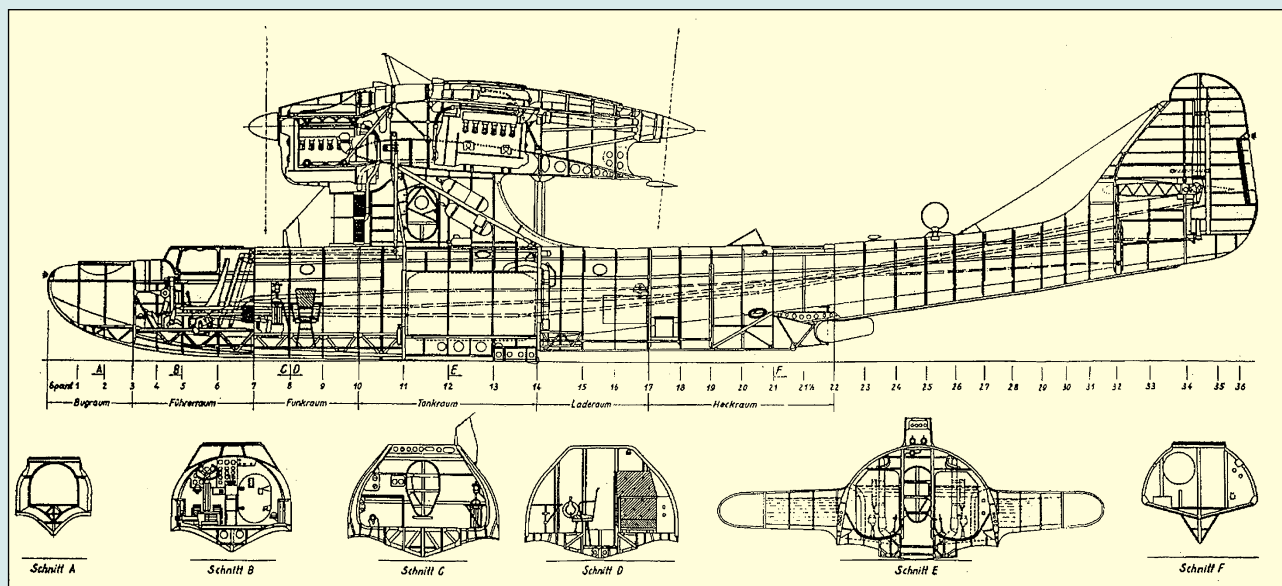 A B C D E F
Spant 1 2 3 4 5 6 7 8 9 10 11 12 13 14 15 16 17 18 19 20 21 21½ 22 23 24 25 26 27 28 29 30 31 32 33 34 35 36
Bugraum Führerraum Funkraum Tankraum Laderaum Heckraum
Schnitt A Schnitt B Schnitt C Schnitt D Schnitt E Schnitt F